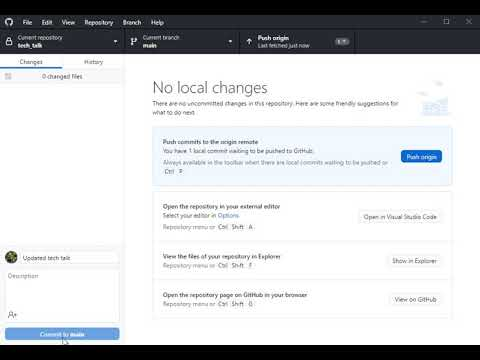 File Edit View Repository Branch Help
Current repository
tech_talk
Current branch
main
Push origin
Last fetched just now
1
Changes
History
0 changed files
No local changes
There are no uncommitted changes in this repository. Here are some friendly suggestions for
what to do next.
Push commits to the origin remote
You have 1 local commit waiting to be pushed to GitHub.
Always available in the toolbar when there are local commits waiting to be pushed or
Ctrl P
Push origin
Open the repository in your external editor
Select your editor in Options
Repository menu or Ctrl Shift A
Open in Visual Studio Code
View the files of your repository in Explorer
Repository menu or Ctrl Shift F
Show in Explorer
Open the repository page on GitHub in your browser
Repository menu or Ctrl Shift G
View on GitHub
Updated tech talk
Description
Commit to main